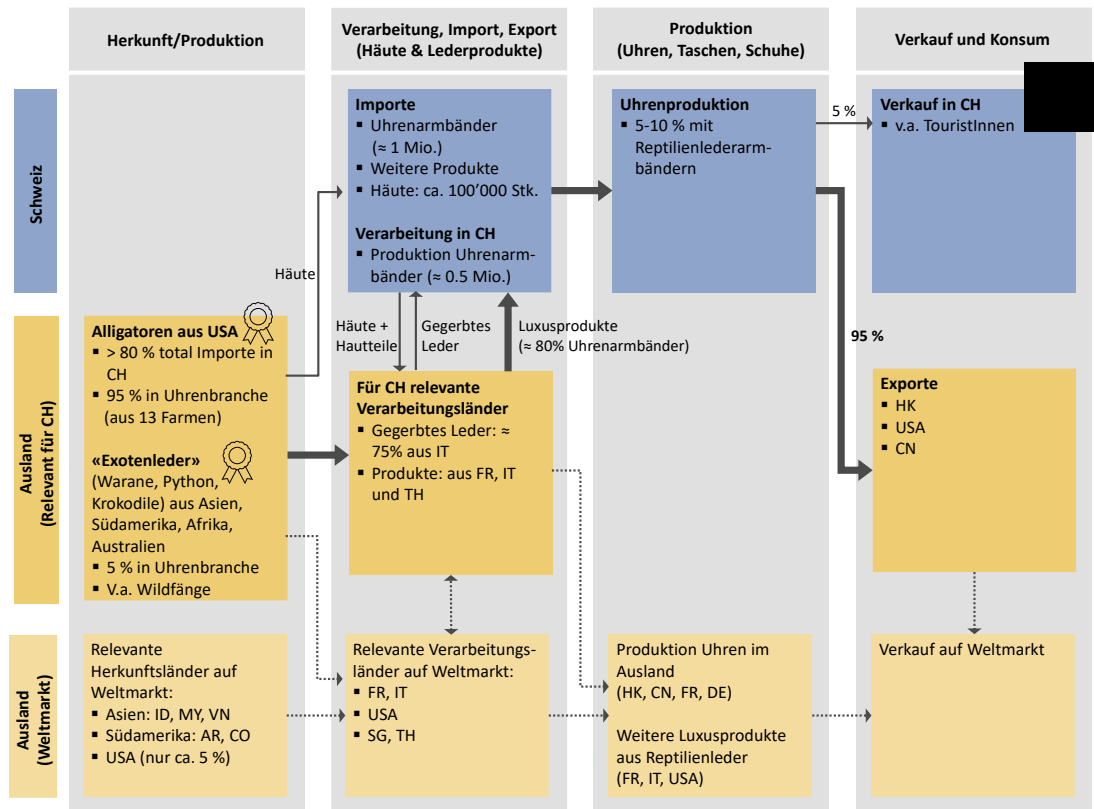 Herkunft/Produktion
Verarbeitung, Import, Export
(Häute & Lederprodukte)
Produktion
(Uhren, Taschen, Schuhe)
Verkauf und Konsum
Schweiz
Importe
▪ Uhrenarmbänder
(≈ 1 Mio.)
▪ Weitere Produkte
▪ Häute: ca. 100’000 Stk.
Verarbeitung in CH
▪ Produktion Uhrenarm-
bänder (≈ 0.5 Mio.)
Uhrenproduktion
▪ 5-10 % mit
Reptilienlederarm-
bändern
5 %
Verkauf in CH
▪ v.a. TouristInnen
Häute
Häute +
Hautteile
Gegerbtes
Leder
Luxusprodukte
(≈ 80% Uhrenarmbänder)
95 %
Ausland
(Relevant für CH)
Alligatoren aus USA
▪ > 80 % total Importe in
CH
▪ 95 % in Uhrenbranche
(aus 13 Farmen)
«Exotenleder»
(Warane, Python,
Krokodile) aus Asien,
Südamerika, Afrika,
Australien
▪ 5 % in Uhrenbranche
▪ V.a. Wildfänge
Für CH relevante
Verarbeitungsländer
▪ Gegerbtes Leder: ≈
75% aus IT
▪ Produkte: aus FR, IT
und TH
Exporte
▪ HK
▪ USA
▪ CN
Ausland
(Weltmarkt)
Relevante
Herkunftsländer auf
Weltmarkt:
▪ Asien: ID, MY, VN
▪ Südamerika: AR, CO
▪ USA (nur ca. 5 %)
Relevante Verarbeitungs-
länder auf Weltmarkt:
▪ FR, IT
▪ USA
▪ SG, TH
Produktion Uhren im
Ausland
(HK, CN, FR, DE)
Weitere Luxusprodukte
aus Reptilienleder
(FR, IT, USA)
Verkauf auf Weltmarkt